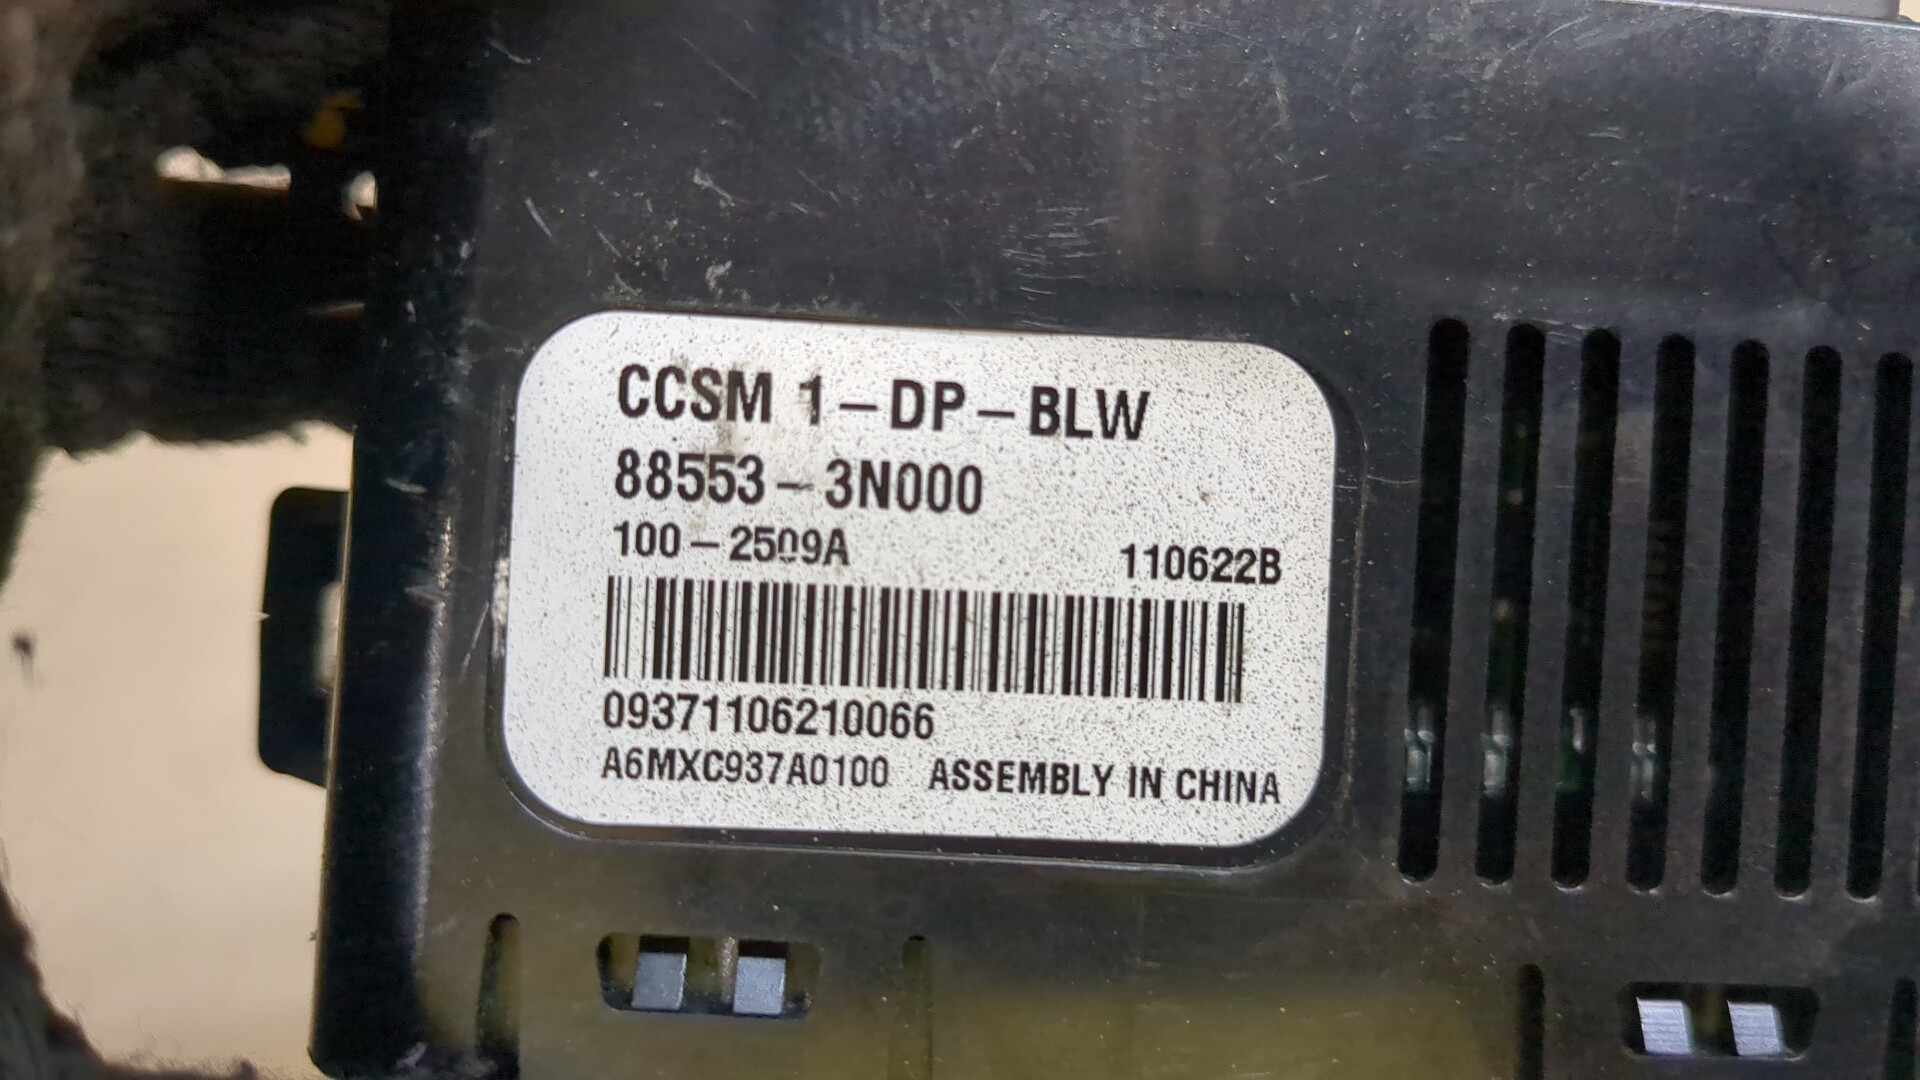 CCSM 1-DP-BLW
88553-3N000
100-2509A 110622B
09371106210066
A6MXC937A0100 ASSEMBLY IN CHINA